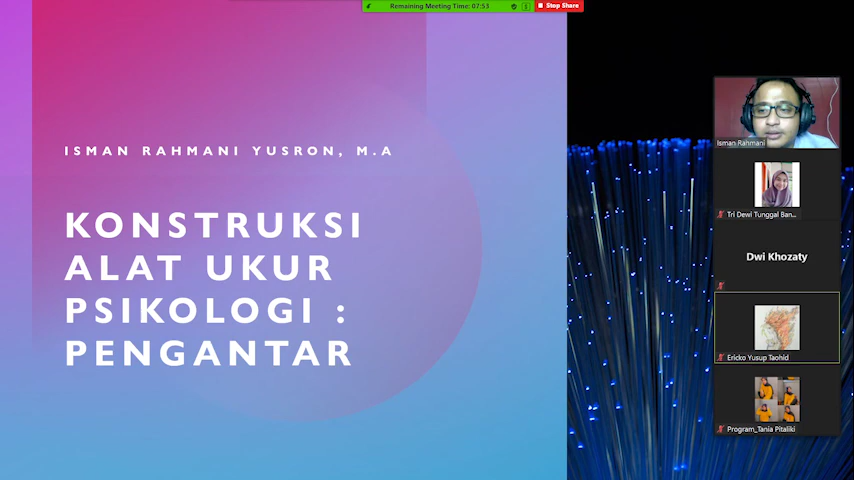 Remaining Meeting Time: 07:53
Stop Share
ISMAN RAHMANI YUSRON, M.A
KONSTRUKSI
ALAT UKUR
PSIKOLOGI :
PENGANTAR
Isman Rahmani
Tri Dewi Tunggal Ban...
Dwi Khozaty
Ericko Yusup Taohid
Program_Tania Pitaliki